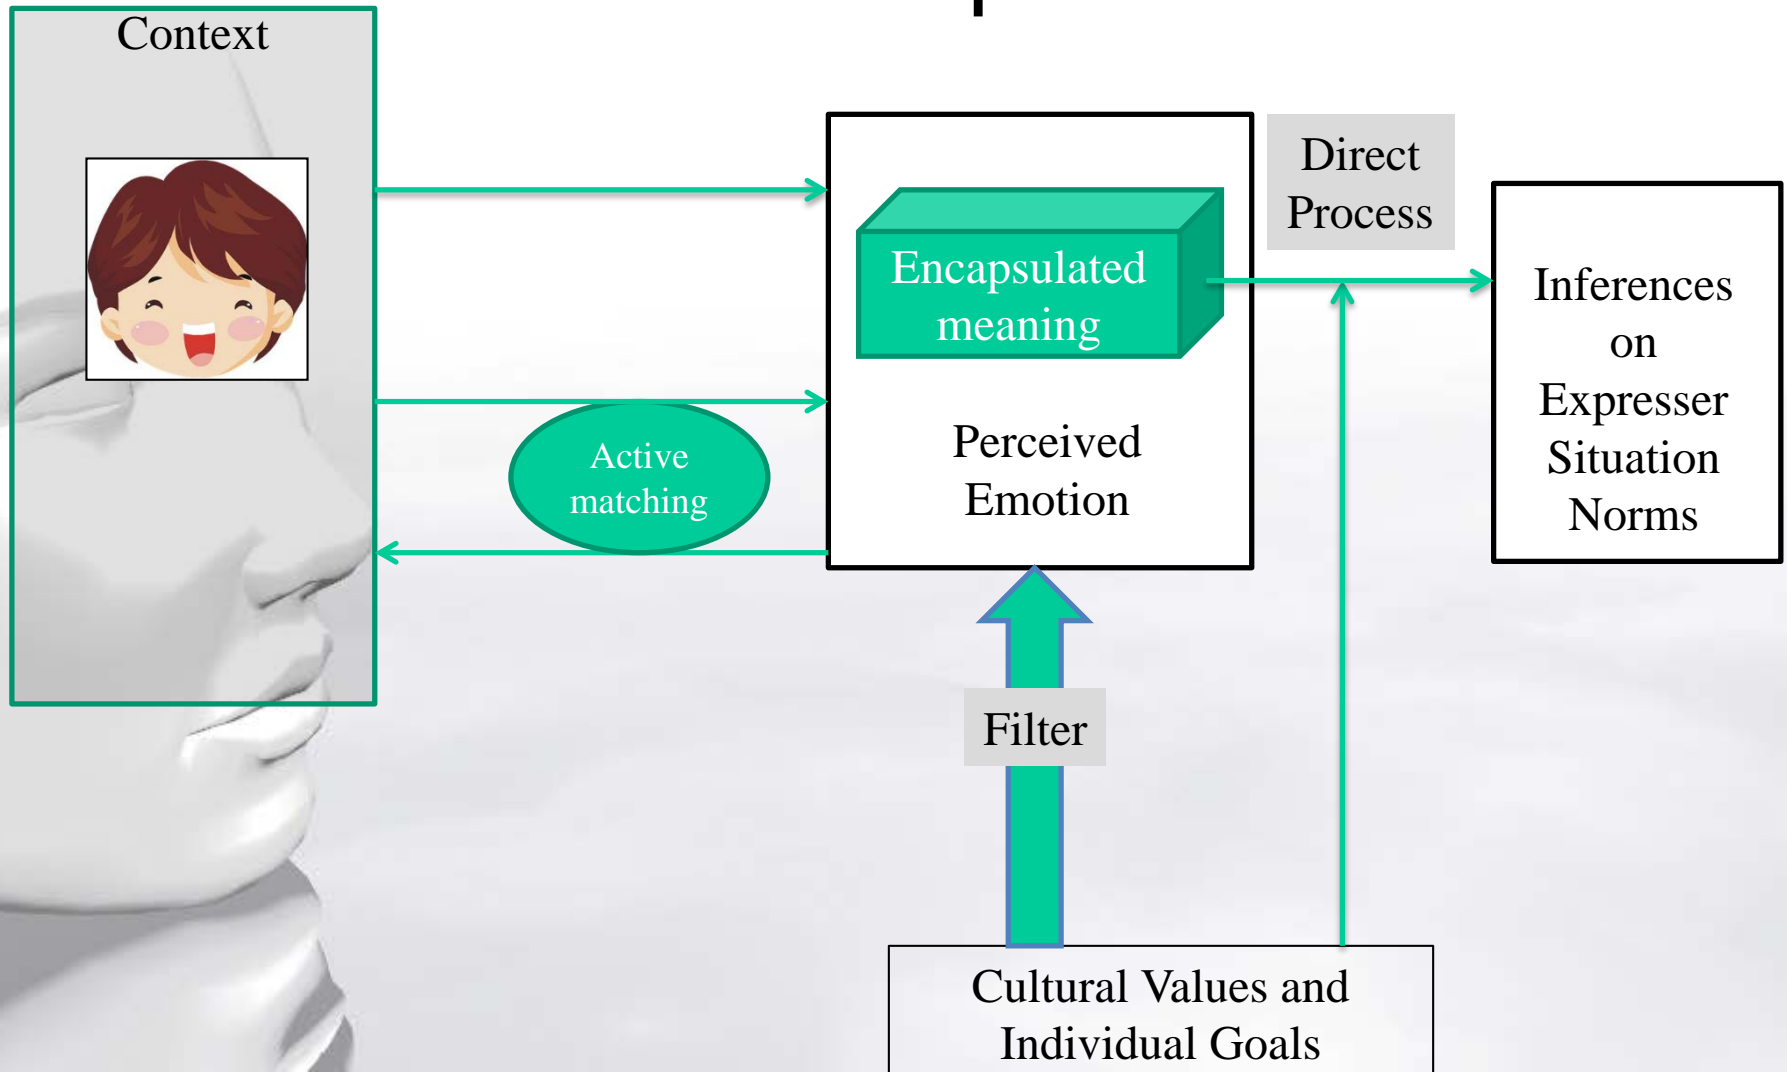 Context
Direct
Process
Encapsulated
meaning
Inferences
on
Expresser
Situation
Norms
Perceived
Emotion
Active
matching
Filter
Cultural Values and
Individual Goals